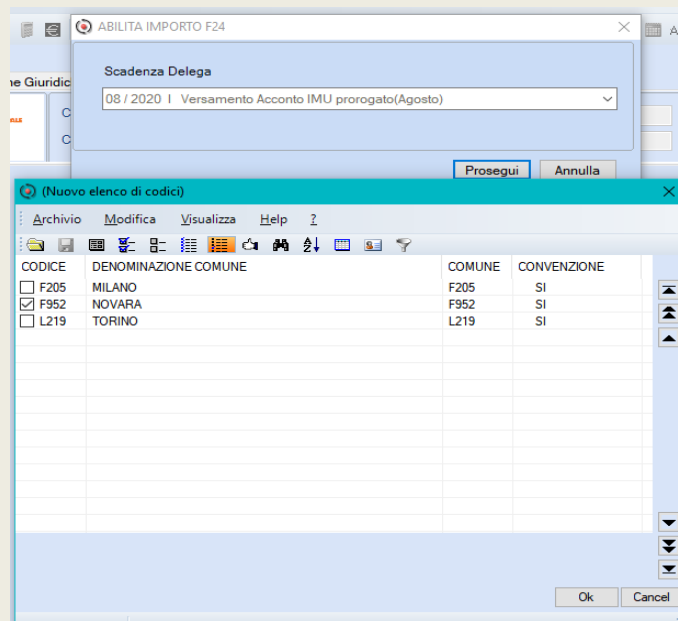 ABILITA IMPORTO F24
A
ne Giuridic
Scadenza Delega
C
08 / 2020 I Versamento Acconto IMU prorogato(Agosto)
C
Prosegui Annulla
(Nuovo elenco di codici)
Archivio Modifica Visualizza Help ?
CODICE DENOMINAZIONE COMUNE COMUNE CONVENZIONE
F205 MILANO F205 SI
F952 NOVARA F952 SI
L219 TORINO L219 SI
Ok Cancel